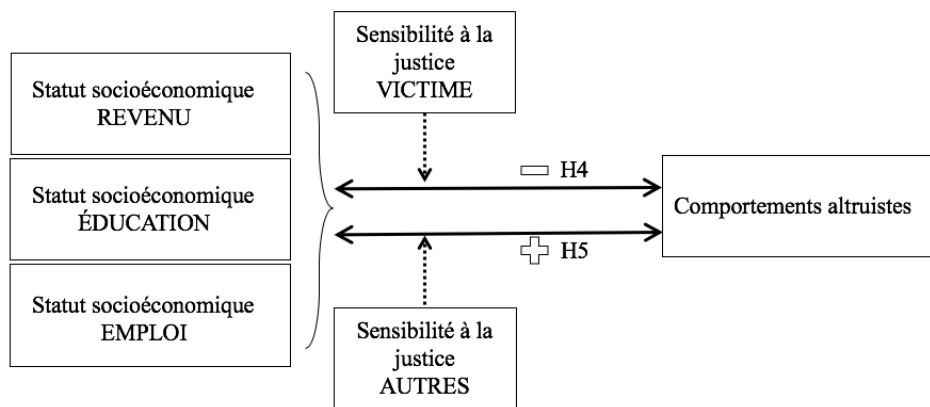 Statut socioéconomique
REVENU
Statut socioéconomique
ÉDUCATION
Statut socioéconomique
EMPLOI
Sensibilité à la
justice
VICTIME
H4
H5
Sensibilité à la
justice
AUTRES
Comportements altruistes